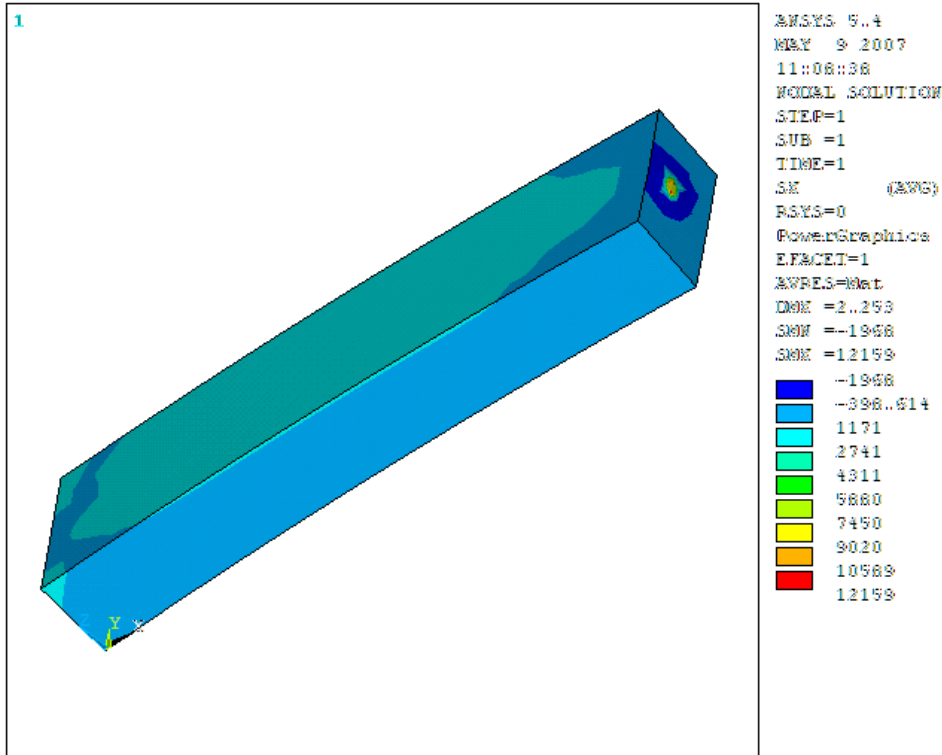 1
ANSYS 5.4
MAY 9 2007
11:08:38
NODAL SOLUTION
STEP=1
SUB =1
TIME=1
SX (AVG)
RSYS=0
PowerGraphics
EFACET=1
AVRES=Mat
DMX =2.253
SMN =-1968
SMX =12159
-1968
-398.614
1171
2741
4311
5880
7450
9020
10589
12159
Z Y X